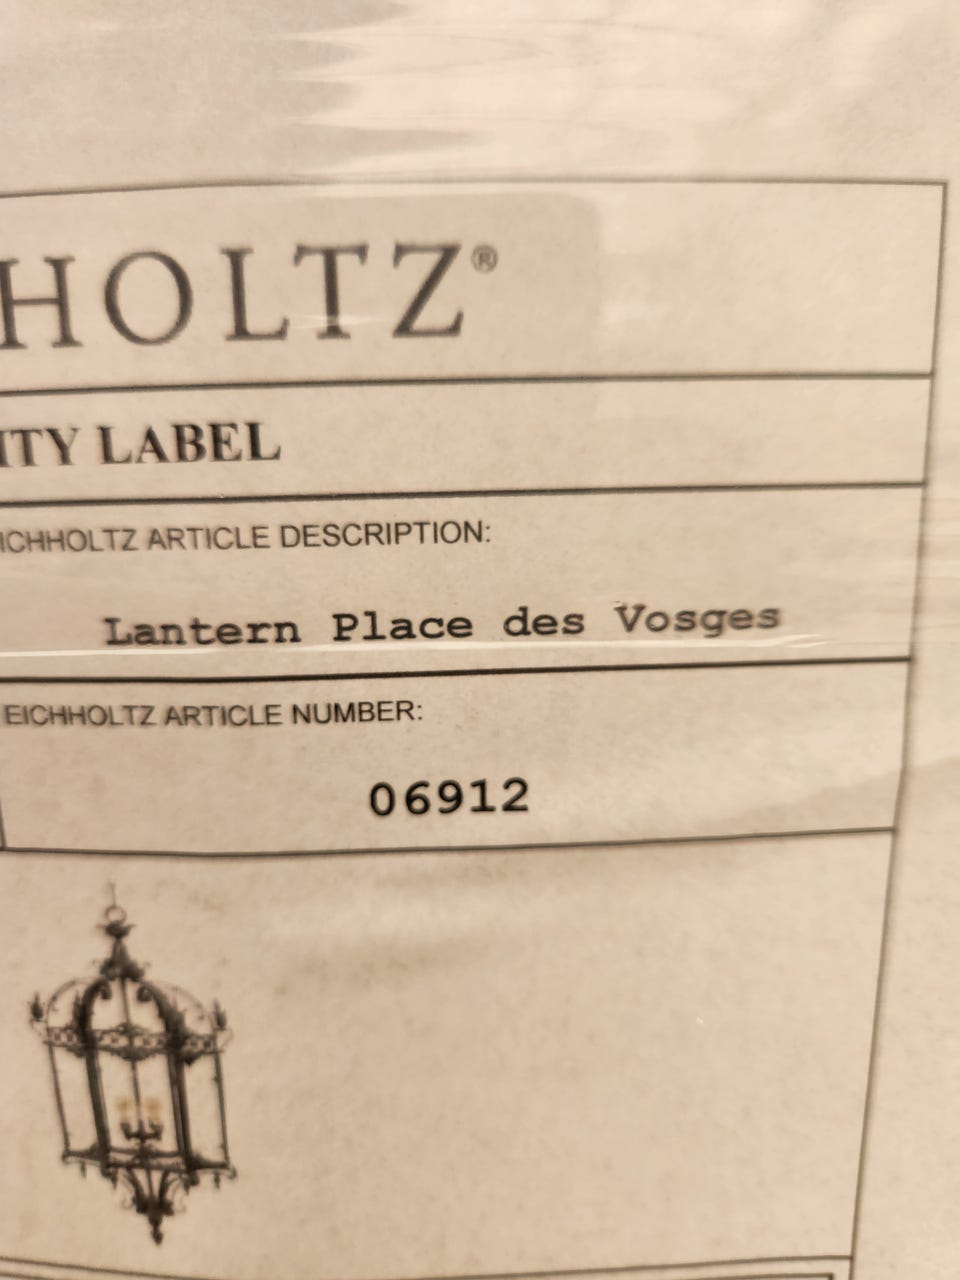 HOLTZ®
ITY LABEL
ICHHOLTZ ARTICLE DESCRIPTION:
Lantern Place des Vosges
EICHHOLTZ ARTICLE NUMBER:
06912